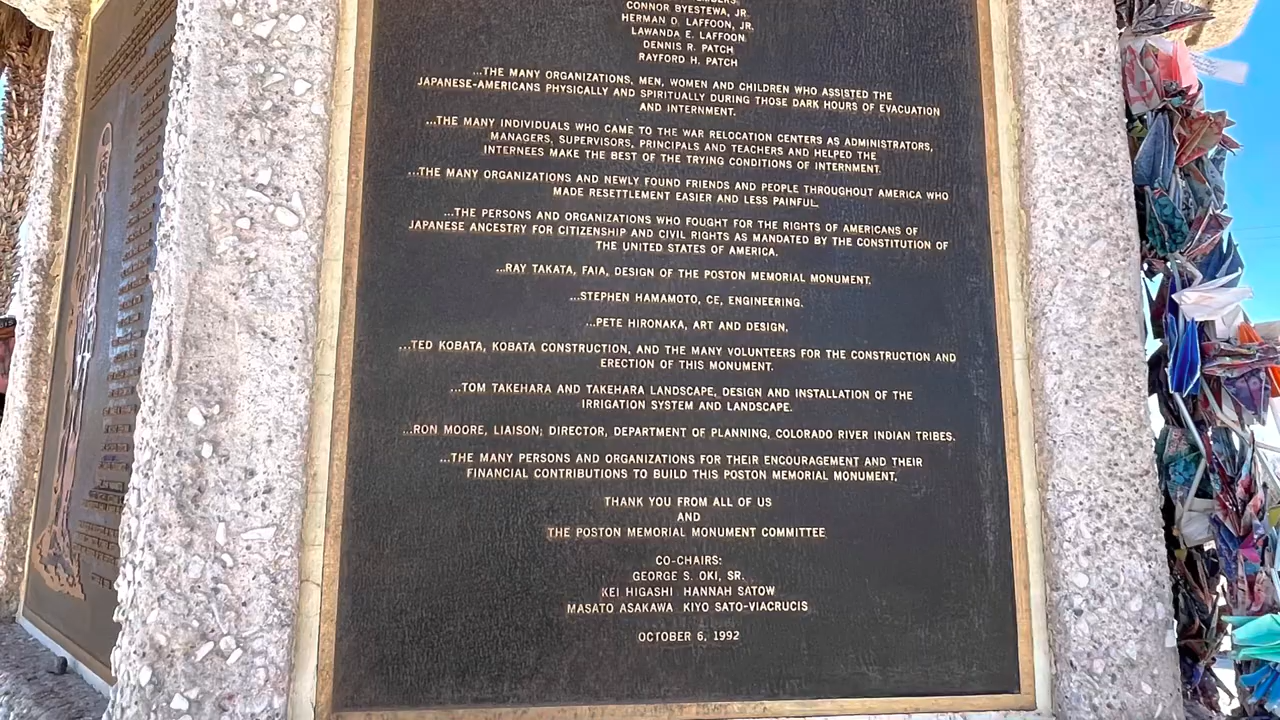 CONNOR BYESTEWA, JR.
HERMAN D. LAFFOON, JR.
LAWANDA E. LAFFOON
DENNIS R. PATCH
RAYFORD H. PATCH
...THE MANY ORGANIZATIONS, MEN, WOMEN AND CHILDREN WHO ASSISTED THE
JAPANESE-AMERICANS PHYSICALLY AND SPIRITUALLY DURING THOSE DARK HOURS OF EVACUATION
AND INTERNMENT.
...THE MANY INDIVIDUALS WHO CAME TO THE WAR RELOCATION CENTERS AS ADMINISTRATORS,
MANAGERS, SUPERVISORS, PRINCIPALS AND TEACHERS AND HELPED THE
INTERNEES MAKE THE BEST OF THE TRYING CONDITIONS OF INTERNMENT.
...THE MANY ORGANIZATIONS AND NEWLY FOUND FRIENDS AND PEOPLE THROUGHOUT AMERICA WHO
MADE RESETTLEMENT EASIER AND LESS PAINFUL.
...THE PERSONS AND ORGANIZATIONS WHO FOUGHT FOR THE RIGHTS OF AMERICANS OF
JAPANESE ANCESTRY FOR CITIZENSHIP AND CIVIL RIGHTS AS MANDATED BY THE CONSTITUTION OF
THE UNITED STATES OF AMERICA.
...RAY TAKATA, FAIA, DESIGN OF THE POSTON MEMORIAL MONUMENT.
...STEPHEN HAMAMOTO, CE, ENGINEERING.
...PETE HIRONAKA, ART AND DESIGN.
...TED KOBATA, KOBATA CONSTRUCTION, AND THE MANY VOLUNTEERS FOR THE CONSTRUCTION AND
ERECTION OF THIS MONUMENT.
...TOM TAKEHARA AND TAKEHARA LANDSCAPE, DESIGN AND INSTALLATION OF THE
IRRIGATION SYSTEM AND LANDSCAPE.
...RON MOORE, LIAISON; DIRECTOR, DEPARTMENT OF PLANNING, COLORADO RIVER INDIAN TRIBES.
...THE MANY PERSONS AND ORGANIZATIONS FOR THEIR ENCOURAGEMENT AND THEIR
FINANCIAL CONTRIBUTIONS TO BUILD THIS POSTON MEMORIAL MONUMENT.
THANK YOU FROM ALL OF US
AND
THE POSTON MEMORIAL MONUMENT COMMITTEE
CO-CHAIRS:
GEORGE S. OKI, SR.
KEI HIGASHI HANNAH SATOW
MASATO ASAKAWA KIYO SATO-VIACRUCIS
OCTOBER 6, 1992